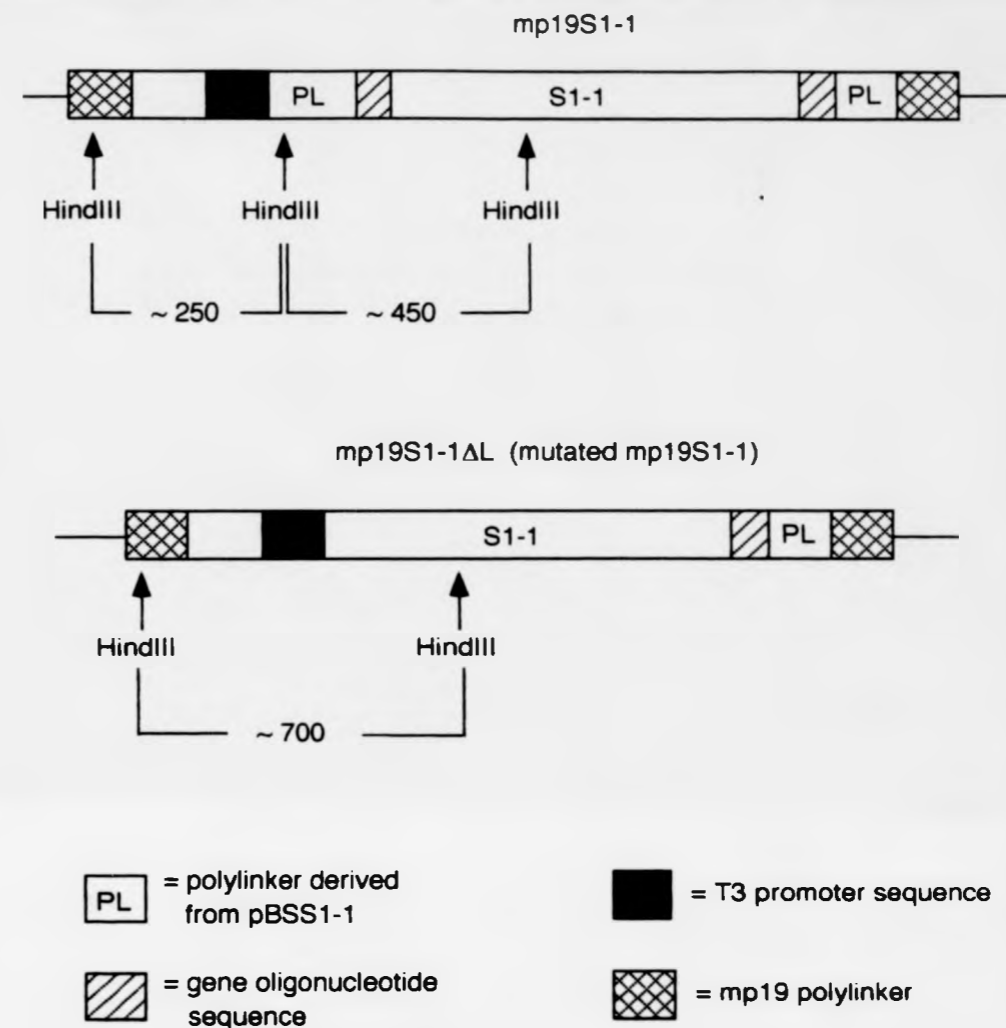 mp19S1-1
PL S1-1 PL
HindIII HindIII HindIII
~ 250 ~ 450
mp19S1-1ΔL (mutated mp19S1-1)
S1-1 PL
HindIII HindIII
~ 700
PL = polylinker derived
from pBSS1-1
= T3 promoter sequence
= gene oligonucleotide
sequence
= mp19 polylinker